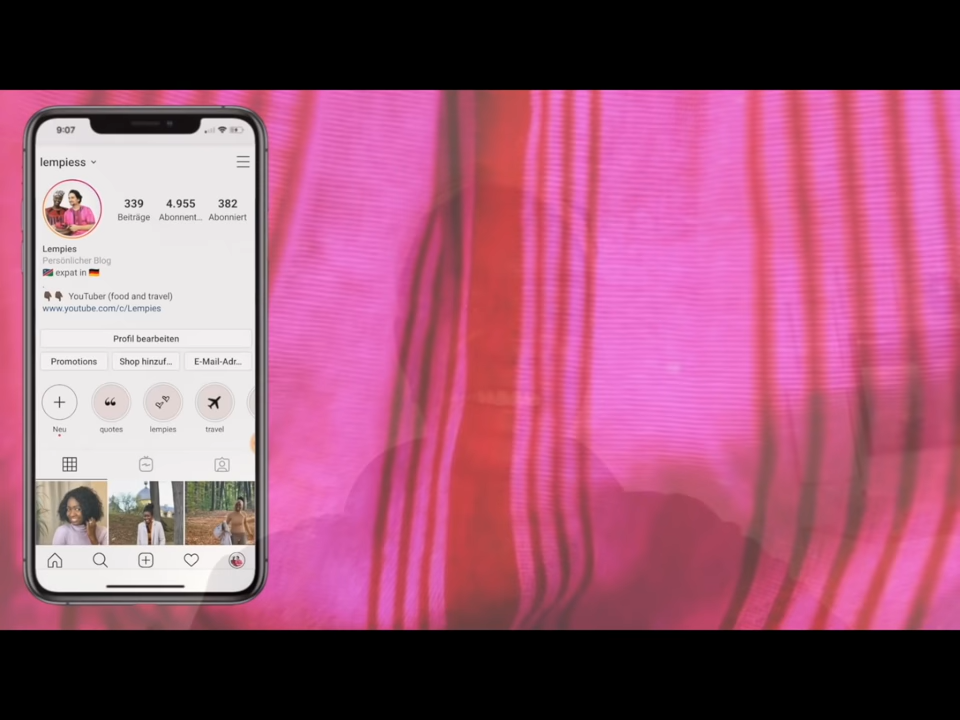 9:07
lempiess
339 4.955 382
Beiträge Abonnent... Abonniert
Lempies
Persönlicher Blog
🇳🇦 expat in 🇩🇪
.
👇🏿👇🏿 YouTuber (food and travel)
www.youtube.com/c/Lempies
Profil bearbeiten
Promotions Shop hinzuf... E-Mail-Adr...
Neu quotes lempies travel